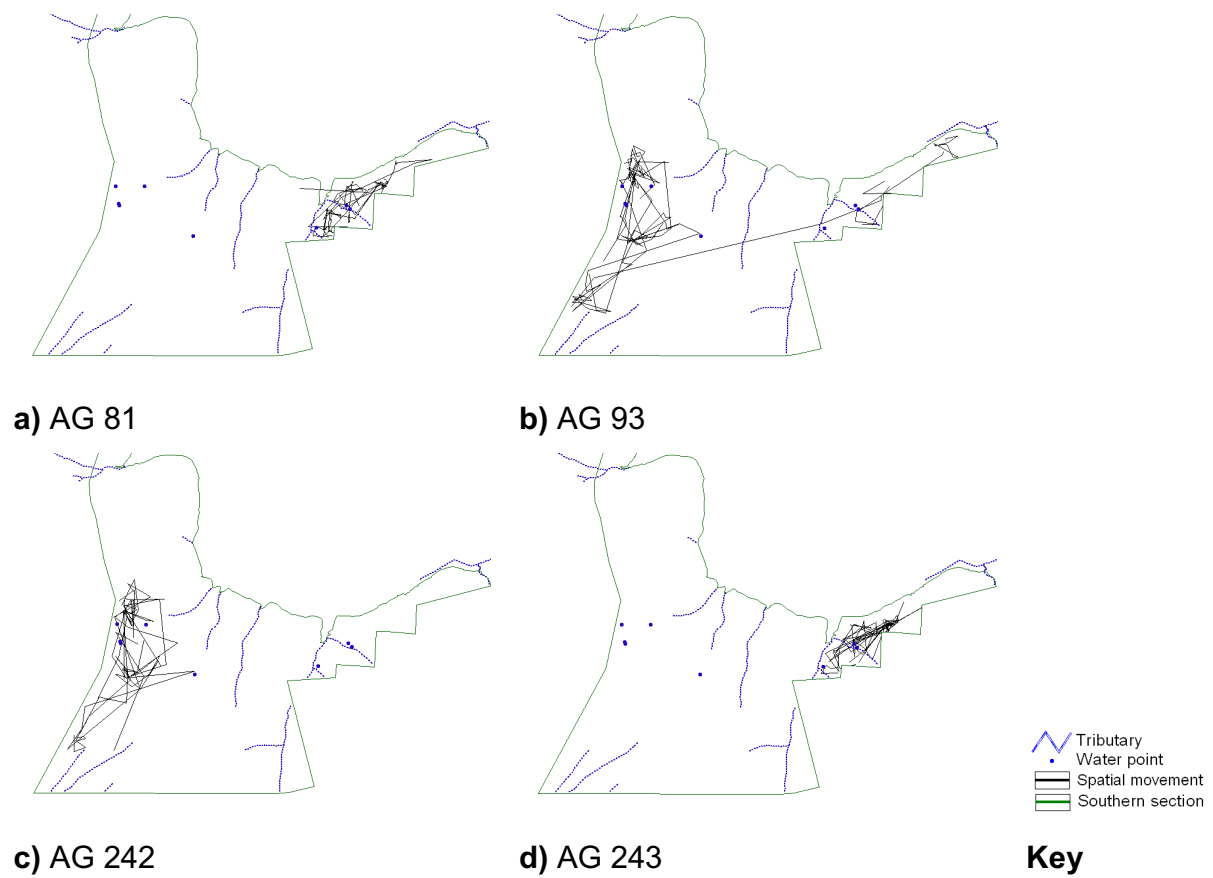 a) AG 81
b) AG 93
c) AG 242
d) AG 243
Tributary
Water point
Spatial movement
Southern section
Key